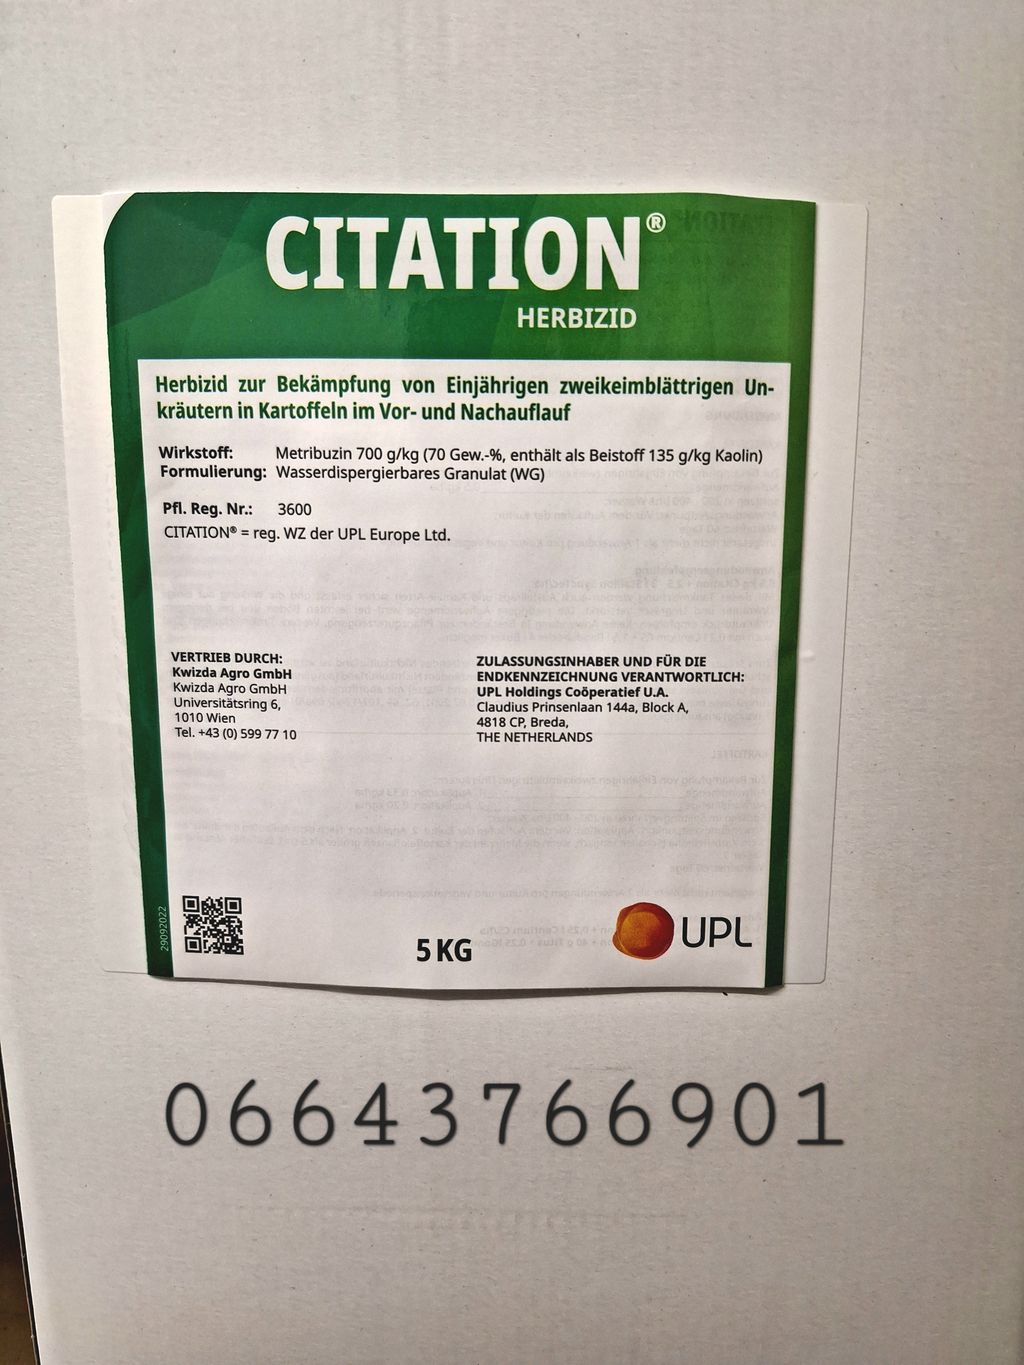 CITATION®
HERBIZID
Herbizid zur Bekämpfung von Einjährigen zweikeimblättrigen Un-
kräutern in Kartoffeln im Vor- und Nachauflauf
Wirkstoff: Metribuzin 700 g/kg (70 Gew.-%, enthält als Beistoff 135 g/kg Kaolin)
Formulierung: Wasserdispergierbares Granulat (WG)
Pfl. Reg. Nr.: 3600
CITATION® = reg. WZ der UPL Europe Ltd.
VERTRIEB DURCH:
Kwizda Agro GmbH
Kwizda Agro GmbH
Universitätsring 6,
1010 Wien
Tel. +43 (0) 599 77 10
ZULASSUNGSINHABER UND FÜR DIE
ENDKENNZEICHNUNG VERANTWORTLICH:
UPL Holdings Coöperatief U.A.
Claudius Prinsenlaan 144a, Block A,
4818 CP, Breda,
THE NETHERLANDS
29092022
5 KG
UPL
06643766901